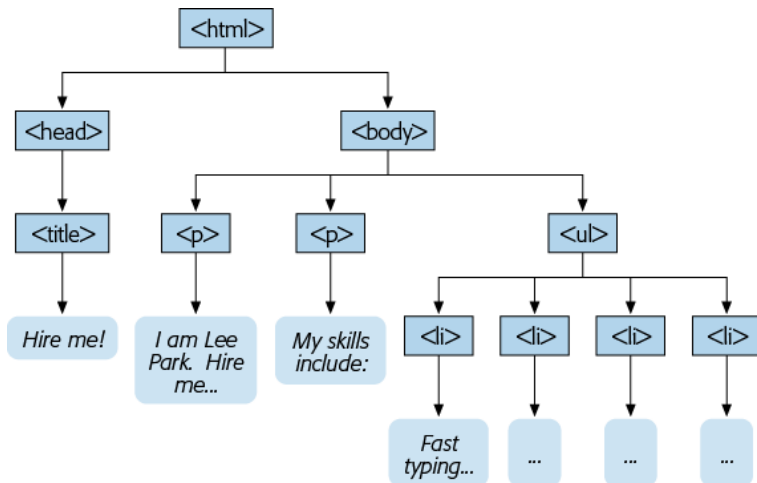 <html>
<head>
<body>
<title>
<p>
<p>
<ul>
Hire me!
I am Lee
Park. Hire
me...
My skills
include:
<li>
<li>
<li>
<li>
Fast
typing...
...
...
...